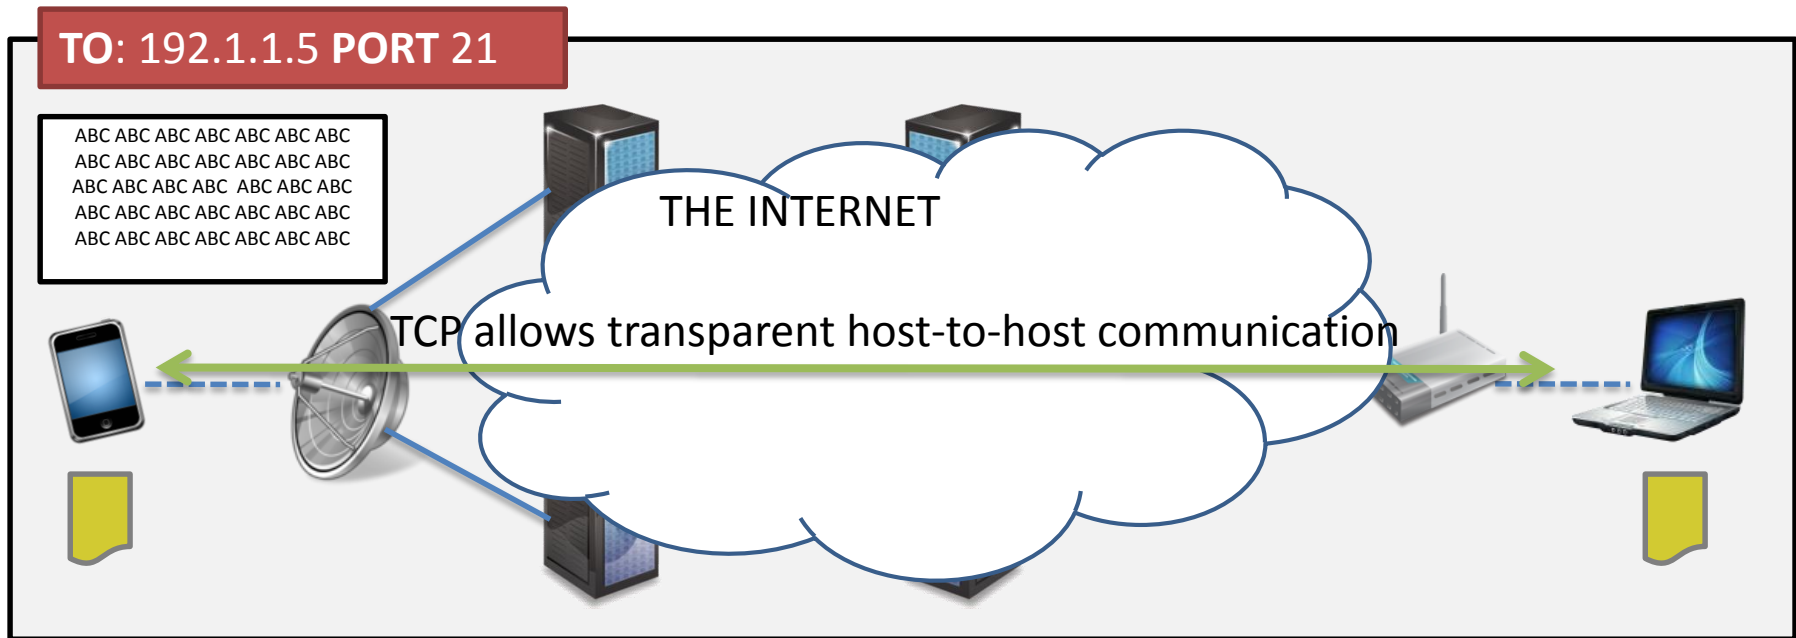 TO: 192.1.1.5 PORT 21
ABC ABC ABC ABC ABC ABC ABC
ABC ABC ABC ABC ABC ABC ABC
ABC ABC ABC ABC  ABC ABC ABC
ABC ABC ABC ABC ABC ABC ABC
ABC ABC ABC ABC ABC ABC ABC
THE INTERNET
TCP allows transparent host-to-host communication